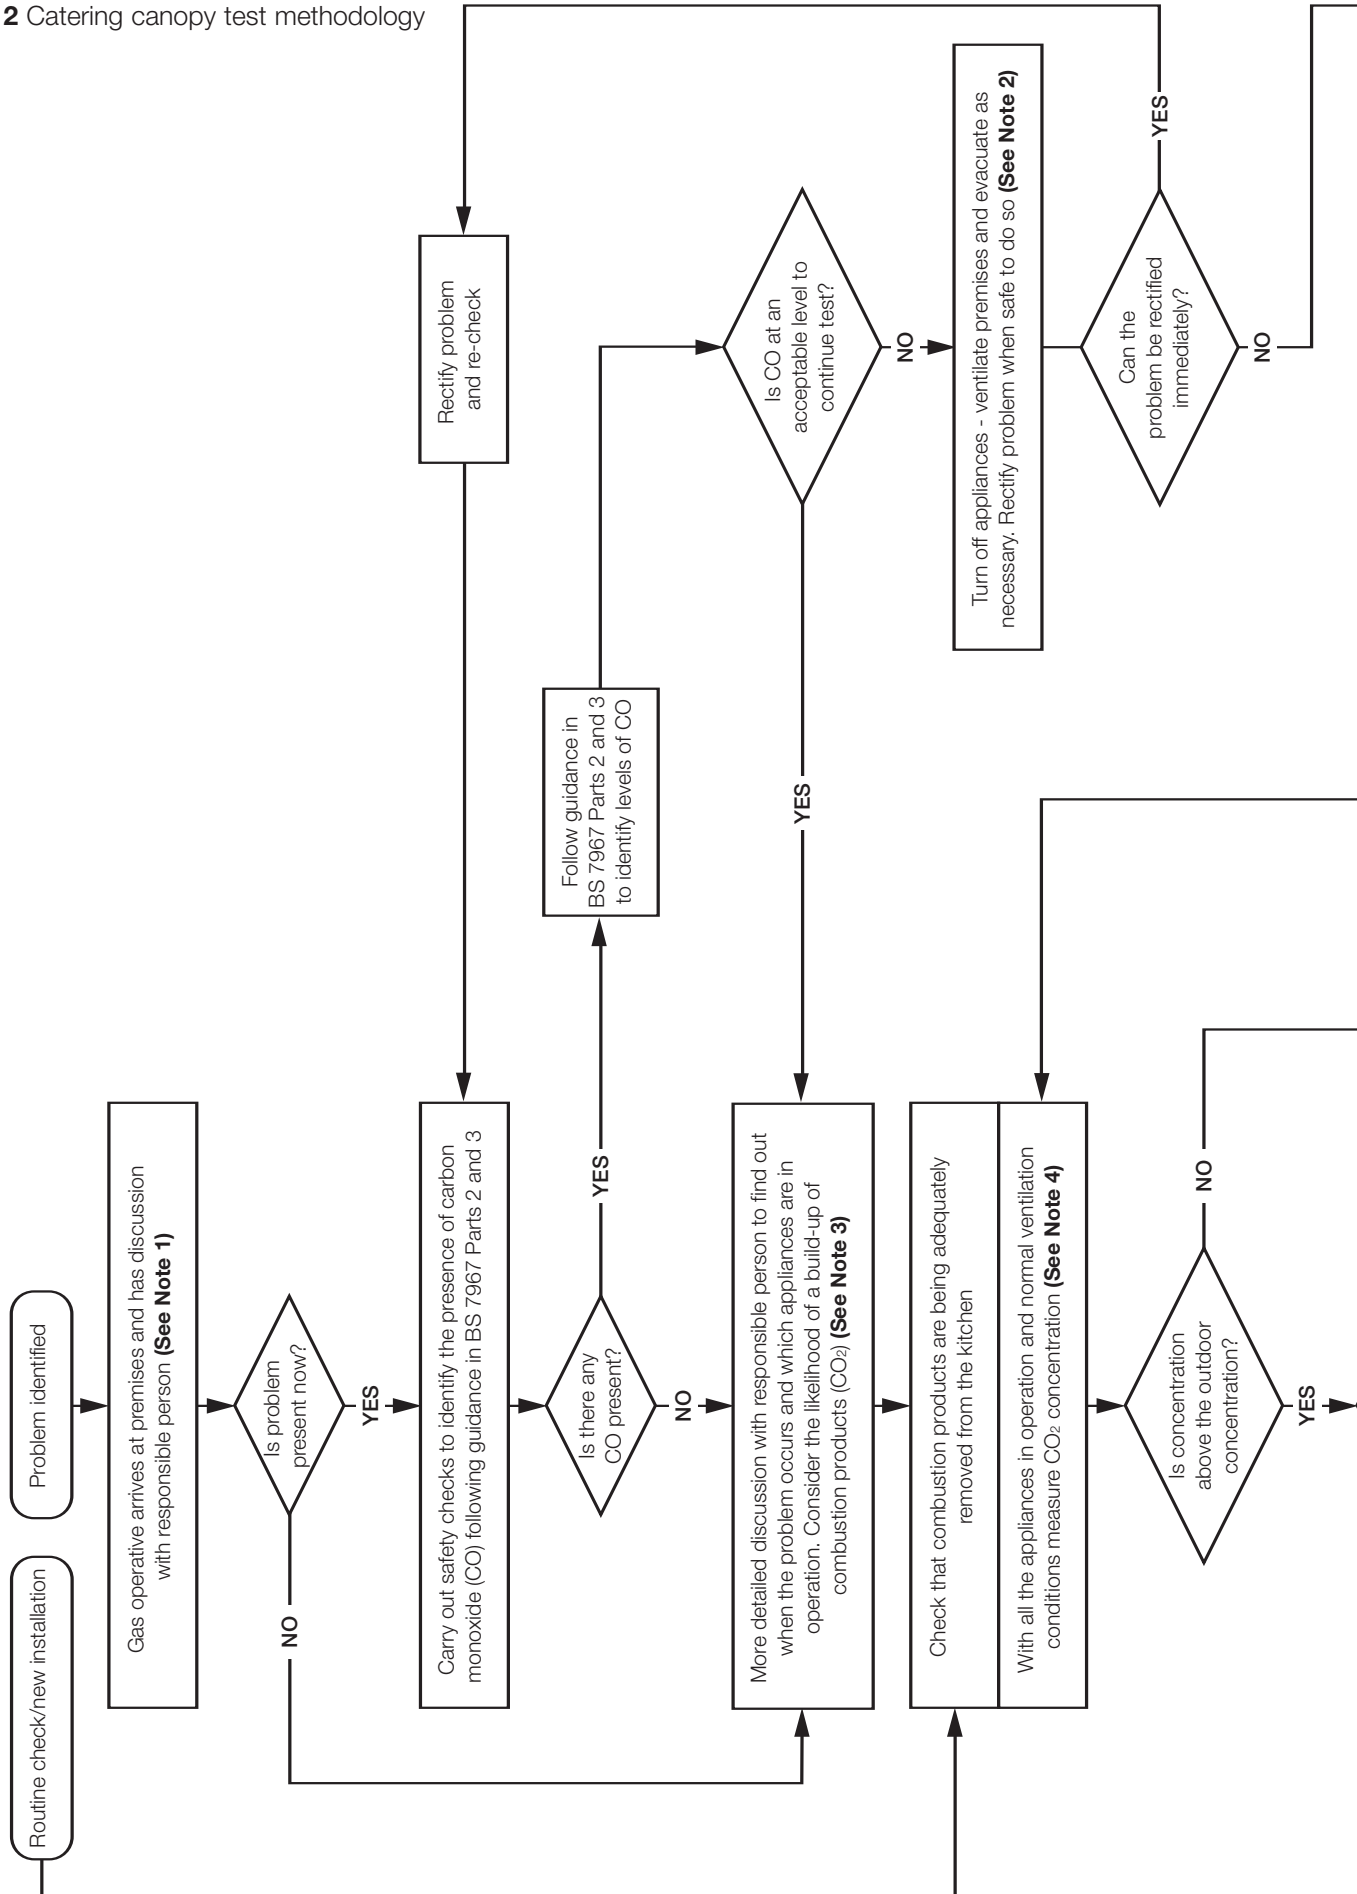 2 Catering canopy test methodology
Routine check/new installation
Problem identified
Gas operative arrives at premises and has discussion
with responsible person (See Note 1)
Is problem
present now?
NO
YES
Carry out safety checks to identify the presence of carbon
monoxide (CO) following guidance in BS 7967 Parts 2 and 3
Rectify problem
and re-check
Is there any
CO present?
YES
NO
Follow guidance in
BS 7967 Parts 2 and 3
to identify levels of CO
Is CO at an
acceptable level to
continue test?
YES
NO
More detailed discussion with responsible person to find out
when the problem occurs and which appliances are in
operation. Consider the likelihood of a build-up of
combustion products (CO2) (See Note 3)
Turn off appliances - ventilate premises and evacuate as
necessary. Rectify problem when safe to do so (See Note 2)
Check that combustion products are being adequately
removed from the kitchen
With all the appliances in operation and normal ventilation
conditions measure CO2 concentration (See Note 4)
Can the
problem be rectified
immediately?
YES
NO
Is concentration
above the outdoor
concentration?
NO
YES